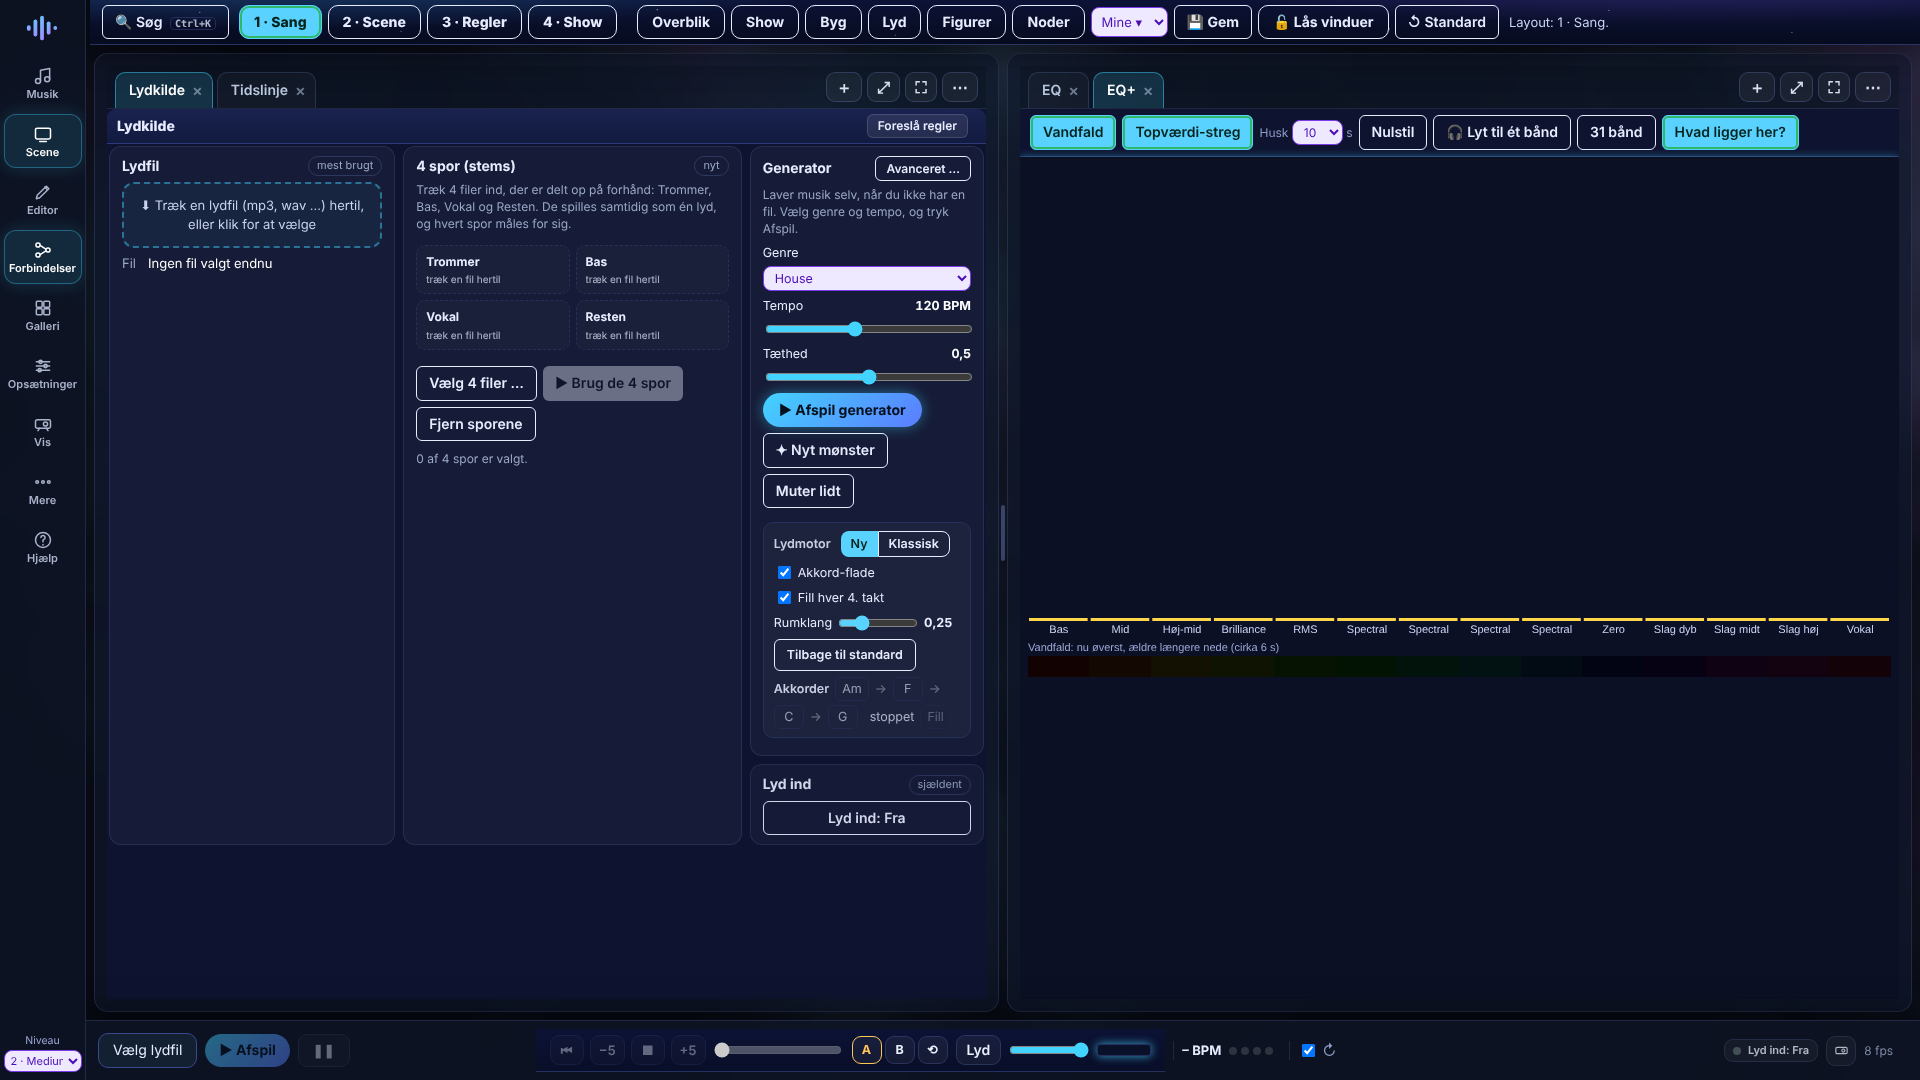 🔍 Søg Ctrl+K
1 · Sang
2 · Scene
3 · Regler
4 · Show
Overblik
Show
Byg
Lyd
Figurer
Noder
Mine ▾
💾 Gem
🔓 Lås vinduer
↺ Standard
Layout: 1 · Sang.
Musik
Scene
Editor
Forbindelser
Galleri
Opsætninger
Vis
Mere
Hjælp
Niveau
2 · Mediur
Lydkilde ×
Tidslinje ×
Lydkilde
Foreslå regler
Lydfil
mest brugt
⬇ Træk en lydfil (mp3, wav ...) hertil,
eller klik for at vælge
Fil Ingen fil valgt endnu
4 spor (stems)
nyt
Træk 4 filer ind, der er delt op på forhånd: Trommer,
Bas, Vokal og Resten. De spilles samtidig som én lyd,
og hvert spor måles for sig.
Trommer
træk en fil hertil
Bas
træk en fil hertil
Vokal
træk en fil hertil
Resten
træk en fil hertil
Vælg 4 filer ...
▶ Brug de 4 spor
Fjern sporene
0 af 4 spor er valgt.
Generator
Avanceret ...
Laver musik selv, når du ikke har en
fil. Vælg genre og tempo, og tryk
Afspil.
Genre
House
Tempo 120 BPM
Tæthed 0,5
▶ Afspil generator
✦ Nyt mønster
Muter lidt
Lydmotor Ny Klassisk
Akkord-flade
Fill hver 4. takt
Rumklang 0,25
Tilbage til standard
Akkorder Am → F →
C → G stoppet Fill
Lyd ind
sjældent
Lyd ind: Fra
EQ ×
EQ+ ×
Vandfald
Topværdi-streg
Husk 10 s
Nulstil
🎧 Lyt til ét bånd
31 bånd
Hvad ligger her?
Bas Mid Høj-mid Brilliance RMS Spectral Spectral Spectral Spectral Zero Slag dyb Slag midt Slag høj Vokal
Vandfald: nu øverst, ældre længere nede (cirka 6 s)
Vælg lydfil
▶ Afspil
−5
+5
A
B
Lyd
– BPM
Lyd ind: Fra
8 fps